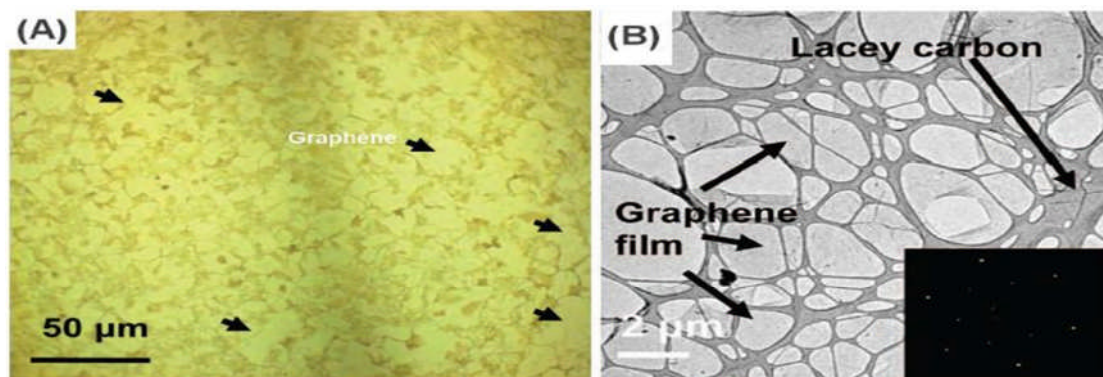 (A)
Graphene
50 μm
(B)
Lacey carbon
Graphene
film
2 μm